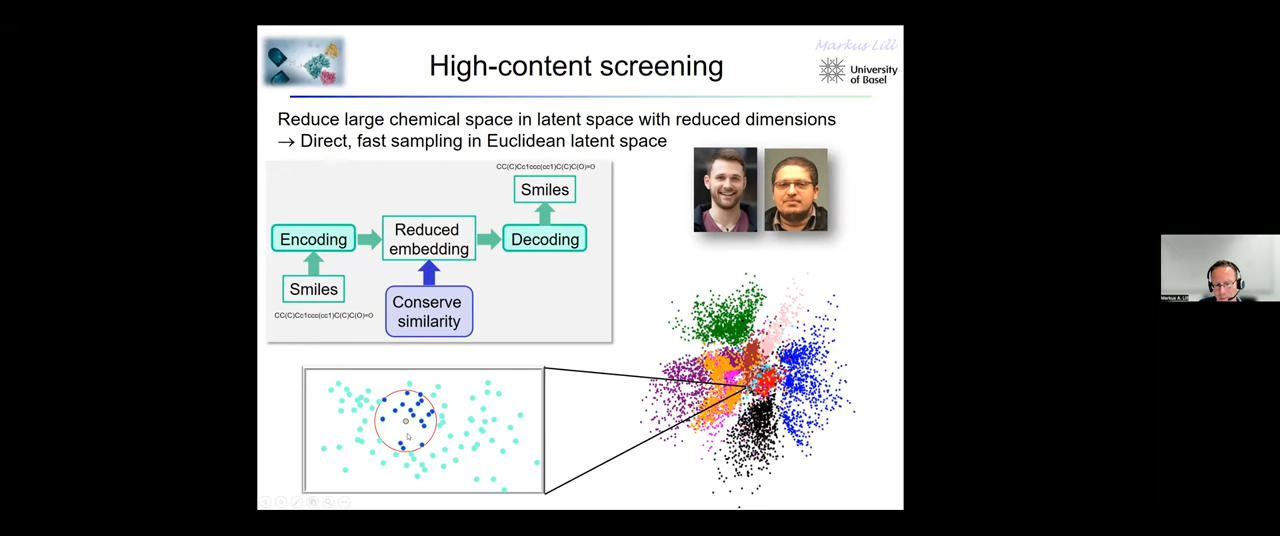 Markus Lill
High-content screening
University
of Basel
Reduce large chemical space in latent space with reduced dimensions
→ Direct, fast sampling in Euclidean latent space
CC(C)Cc1ccc(cc1)C(C)C(O)=O
Smiles
Encoding
Reduced
embedding
Decoding
Smiles
Conserve
similarity
CC(C)Cc1ccc(cc1)C(C)C(O)=O
Markus A. Lill